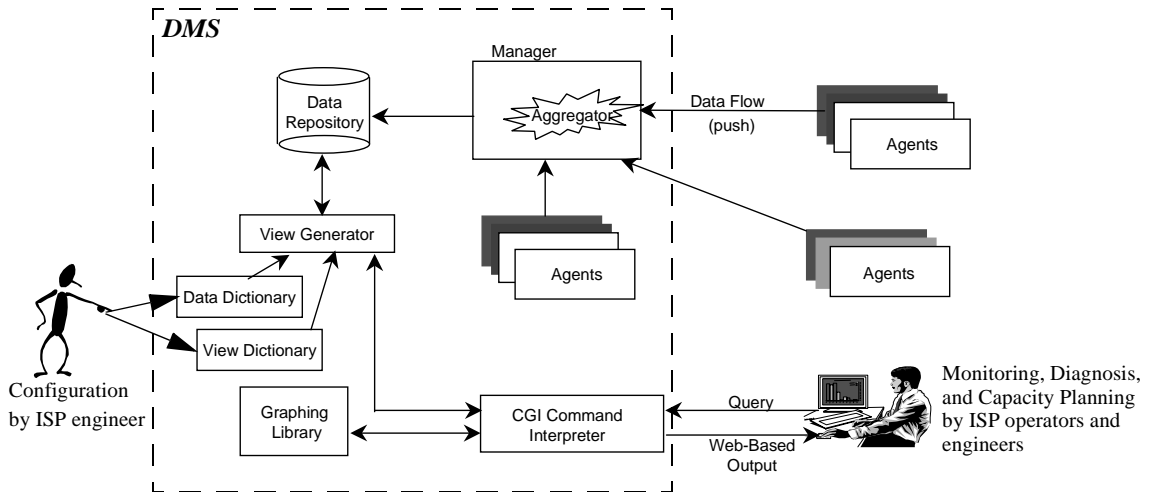 DMS
Manager
Data
Repository
Aggregator
Data Flow
(push)
Agents
View Generator
Agents
Agents
Data Dictionary
View Dictionary
Configuration
by ISP engineer
Graphing
Library
CGI Command
Interpreter
Query
Web-Based
Output
Monitoring, Diagnosis,
and Capacity Planning
by ISP operators and
engineers